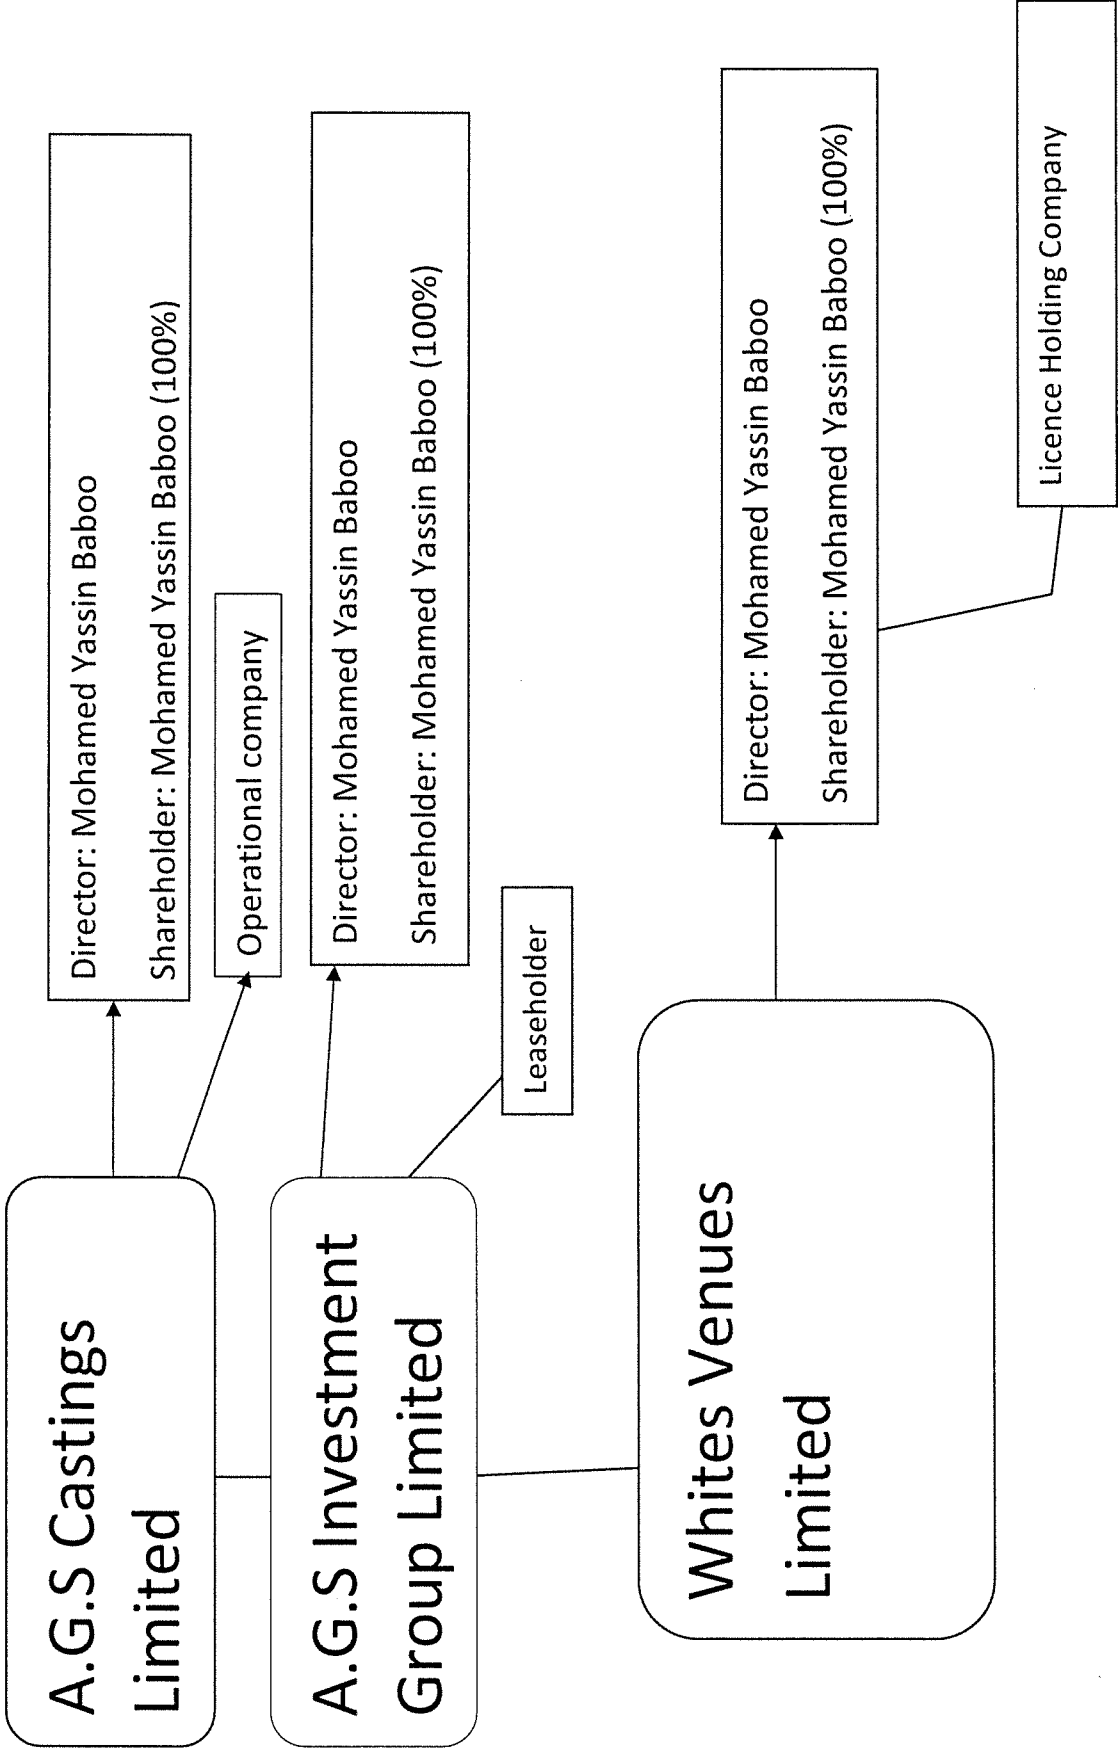 A.G.S Castings
Limited
Director: Mohamed Yassin Baboo
Shareholder: Mohamed Yassin Baboo (100%)
Operational company
A.G.S Investment
Group Limited
Director: Mohamed Yassin Baboo
Shareholder: Mohamed Yassin Baboo (100%)
Leaseholder
Whites Venues
Limited
Director: Mohamed Yassin Baboo
Shareholder: Mohamed Yassin Baboo (100%)
Licence Holding Company